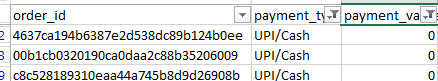 order_id payment_ty payment_va
4637ca194b6387e2d538dc89b124b0ee UPI/Cash 0
00b1cb0320190ca0daa2c88b35206009 UPI/Cash 0
c8c528189310eaa44a745b8d9d26908b UPI/Cash 0